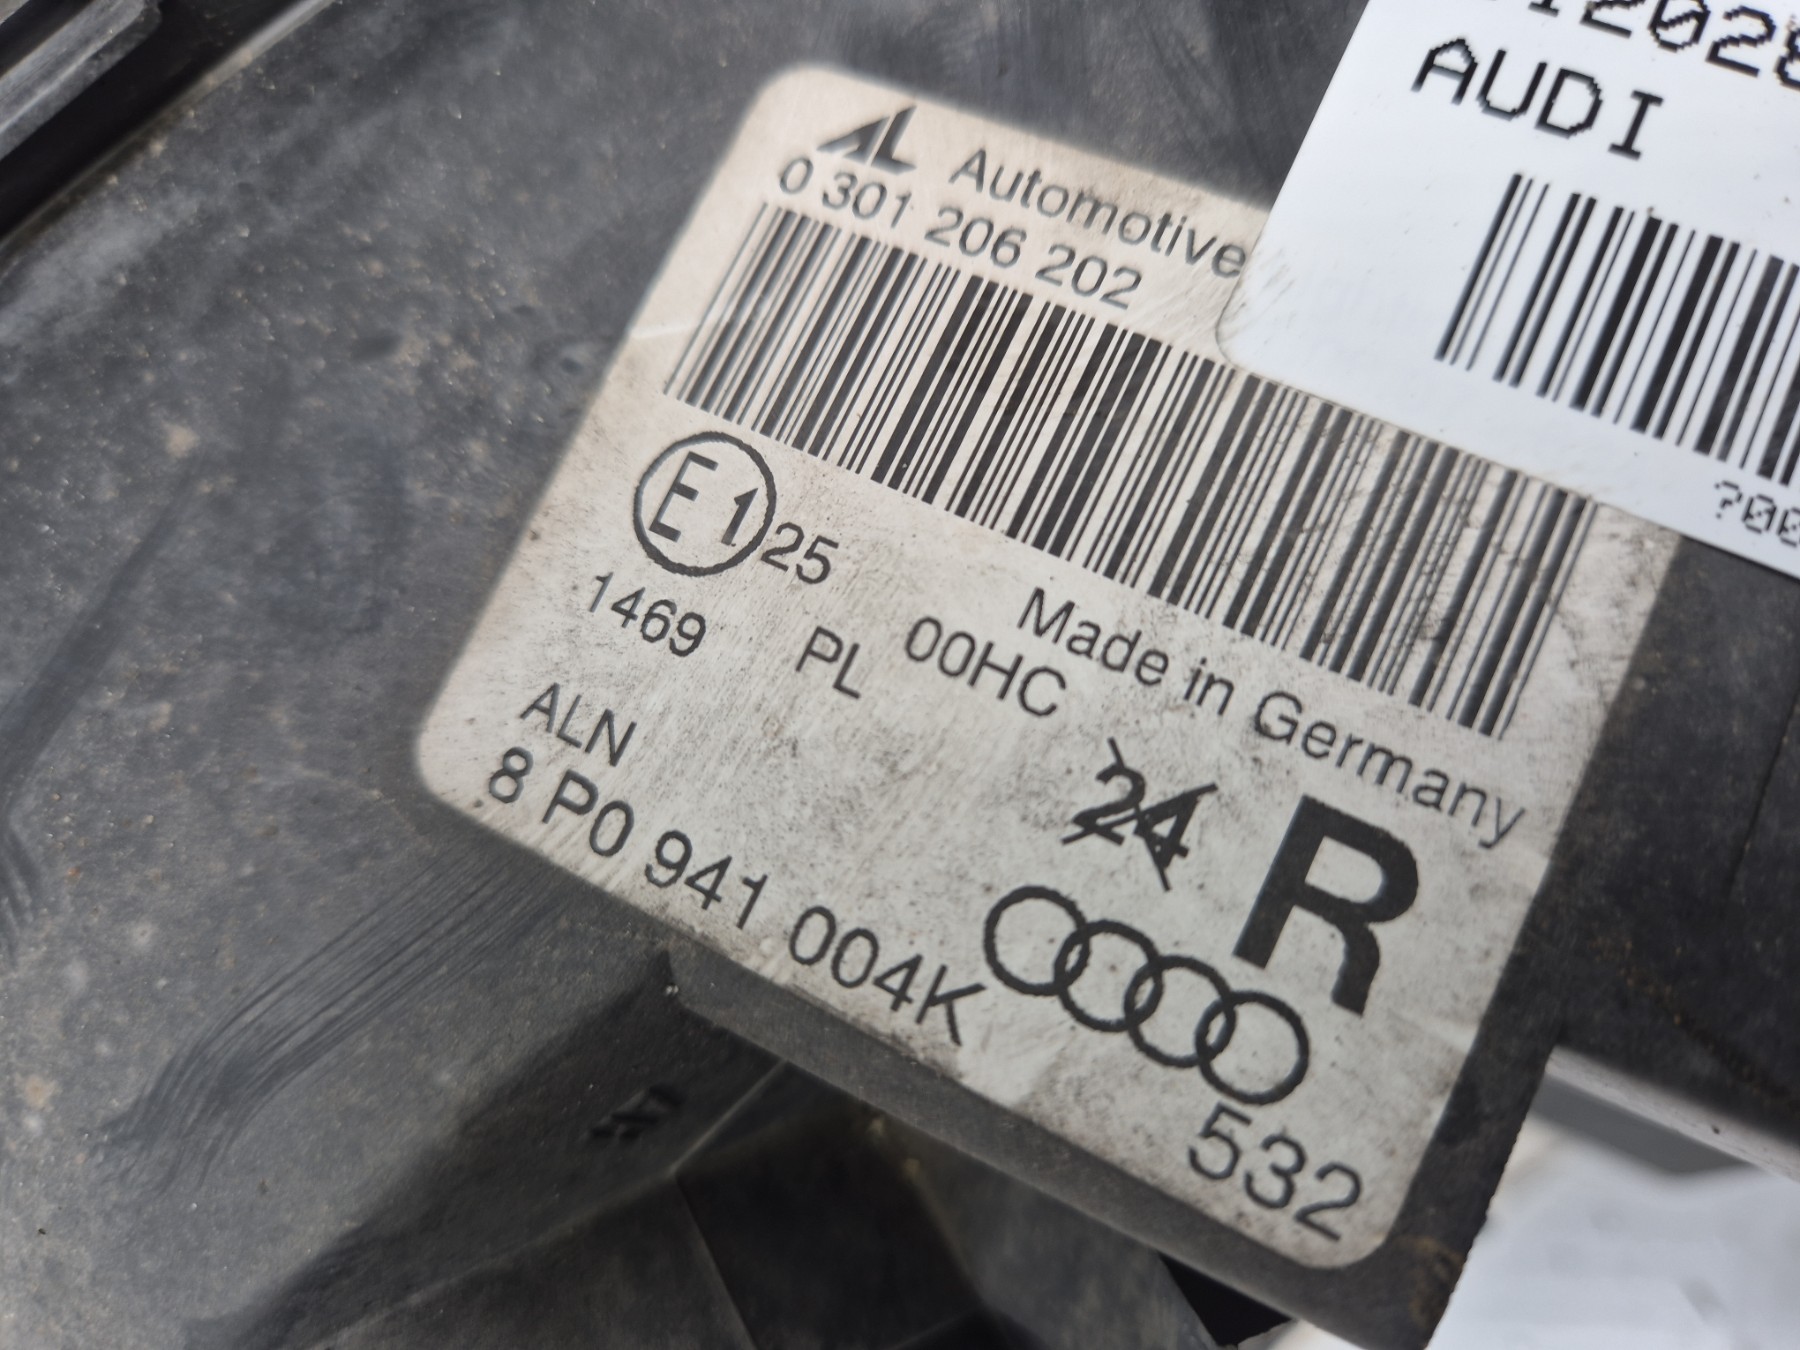 AUDI
AL Automotive
0 301 206 202
E1 25
1469 PL 00HC
Made in Germany
24
R
ALN
8 P0 941 004K
532